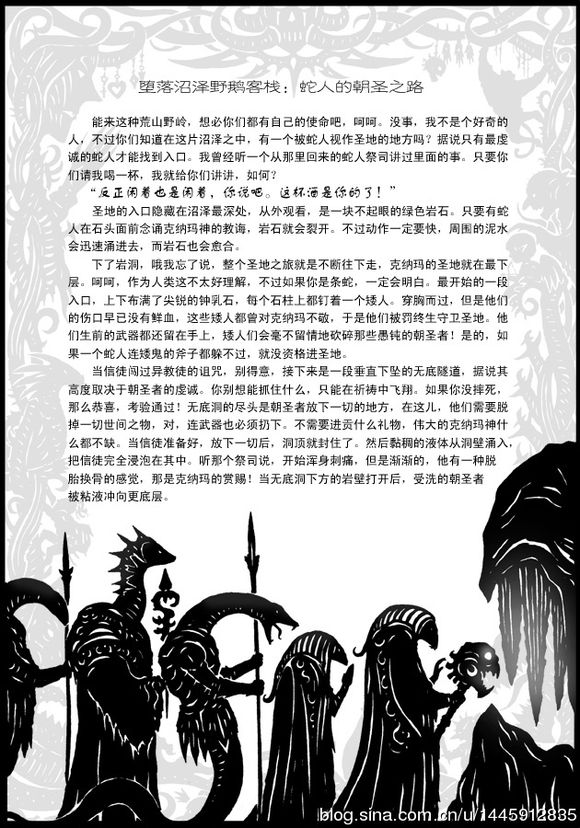 堕落沼泽野鹅客栈：蛇人的朝圣之路
能来这种荒山野岭，想必你们都有自己的使命吧，呵呵。没事，我不是个好奇的
人，不过你们知道在这片沼泽之中，有一个被蛇人视作圣地的地方吗？据说只有最虔
诚的蛇人才能找到入口。我曾经听一个从那里回来的蛇人祭司讲过里面的事。只要你
们请我喝一杯，我就给你们讲讲，如何？
“反正闲着也是闲着，你说吧。这杯酒是你的了！”
圣地的入口隐藏在沼泽最深处，从外观看，是一块不起眼的绿色岩石。只要有蛇
人在石头面前念诵克纳玛神的教诲，岩石就会裂开。不过动作一定要快，周围的泥水
会迅速涌进去，而岩石也会愈合。
下了岩洞，哦我忘了说，整个圣地之旅就是不断往下走，克纳玛的圣地就在最下
层。呵呵，作为人类这不太好理解，不过如果你是条蛇，一定会明白。最开始的一段
入口，上下布满了尖锐的钟乳石，每个石柱上都钉着一个矮人。穿胸而过，但是他们
的伤口早已没有鲜血，这些矮人都曾对克纳玛不敬，于是被罚终生守卫圣地。他
们生前的武器都还留在手上，矮人们会毫不留情地砍碎那些愚钝的朝圣者！是的，如
果一个蛇人连矮鬼的斧子都躲不过，就没资格进圣地。
当信徒闯过异教徒的诅咒，别得意，接下来是一段垂直下坠的无底隧道，据说其
高度取决于朝圣者的虔诚。你别想能抓住什么，只能在祈祷中飞翔。如果你没摔死，
那么恭喜，考验通过！无底洞的尽头是朝圣者放下一切的地方，在这儿，他们需要脱
掉一切世间之物，对，连武器也必须扔下。不需要进贡什么礼物，伟大的克纳玛神什
么都不缺。当信徒准备好，放下一切后，洞顶就封住了。然后黏稠的液体从洞壁涌入，
把信徒完全浸泡在其中。听那个祭司说，开始浑身刺痛，但是渐渐的，他有一种脱
胎换骨的感觉，那是克纳玛的赏赐！当无底洞下方的岩壁打开后，受洗的朝圣者
被粘液冲向更底层。
blog.sina.com.cn/u/1445912835